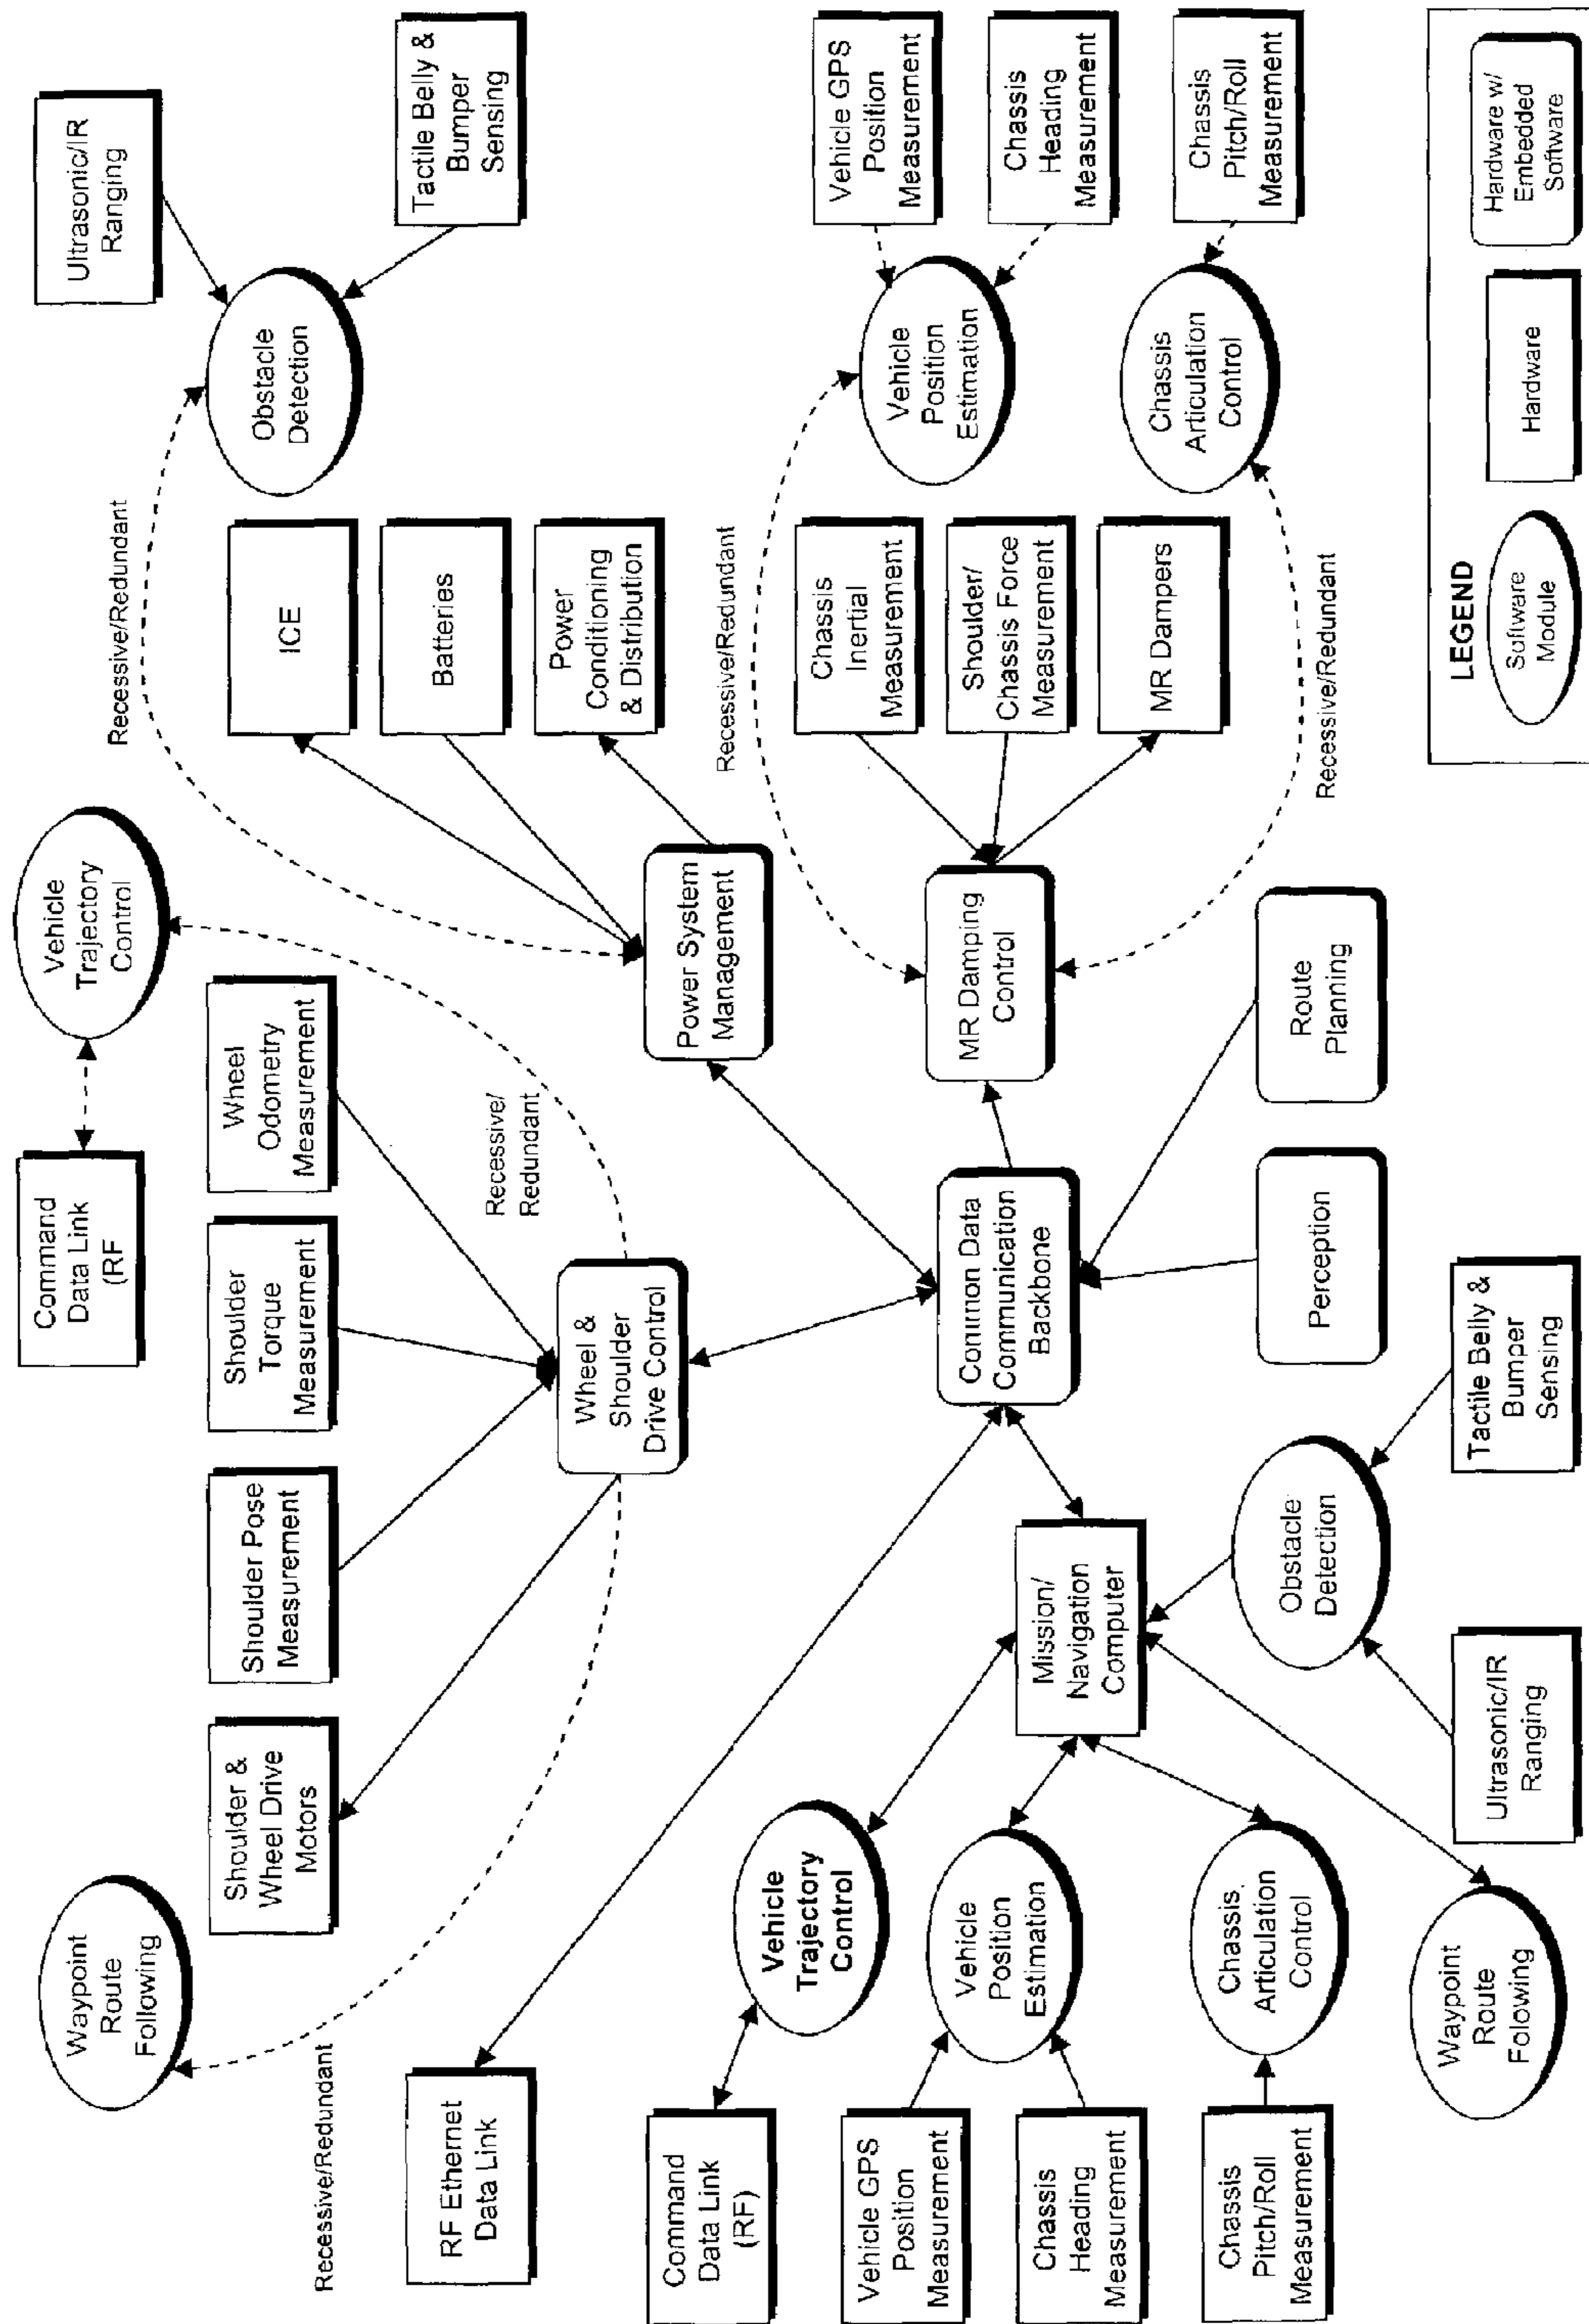 Waypoint
Route
Following
Command
Data Link
(RF
Vehicle
Trajectory
Control
Ultrasonic/IR
Ranging
Shoulder &
Wheel Drive
Motors
Shoulder Pose
Measurement
Shoulder
Torque
Measurement
Wheel
Odometry
Measurement
Recessive/Redundant
Obstacle
Detection
Tactile Belly &
Bumper
Sensing
Recessive/Redundant
RF Ethernet
Data Link
Wheel &
Shoulder
Drive Control
Recessive/
Redundant
ICE
Batteries
Power
Conditioning
& Distribution
Power System
Management
Command
Data Link
(RF)
Vehicle
Trajectory
Control
Vehicle GPS
Position
Measurement
Vehicle
Position
Estimation
Chassis
Heading
Measurement
Mission/
Navigation
Computer
Common Data
Communication
Backbone
MR Damping
Control
Recessive/Redundant
Chassis
Inertial
Measurement
Shoulder/
Chassis Force
Measurement
MR Dampers
Vehicle
Position
Estimation
Vehicle GPS
Position
Measurement
Chassis
Heading
Measurement
Chassis
Pitch/Roll
Measurement
Chassis
Articulation
Control
Obstacle
Detection
Perception
Route
Planning
Recessive/Redundant
Chassis
Articulation
Control
Chassis
Pitch/Roll
Measurement
Waypoint
Route
Folowing
Ultrasonic/IR
Ranging
Tactile Belly &
Bumper
Sensing
LEGEND
Software
Module
Hardware
Hardware w/
Embedded
Software